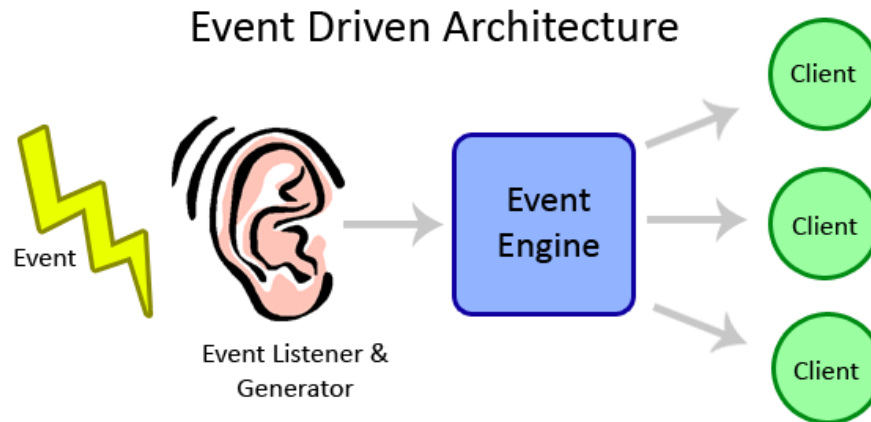 Event Driven Architecture
Event
Event Listener &
Generator
Event
Engine
Client
Client
Client